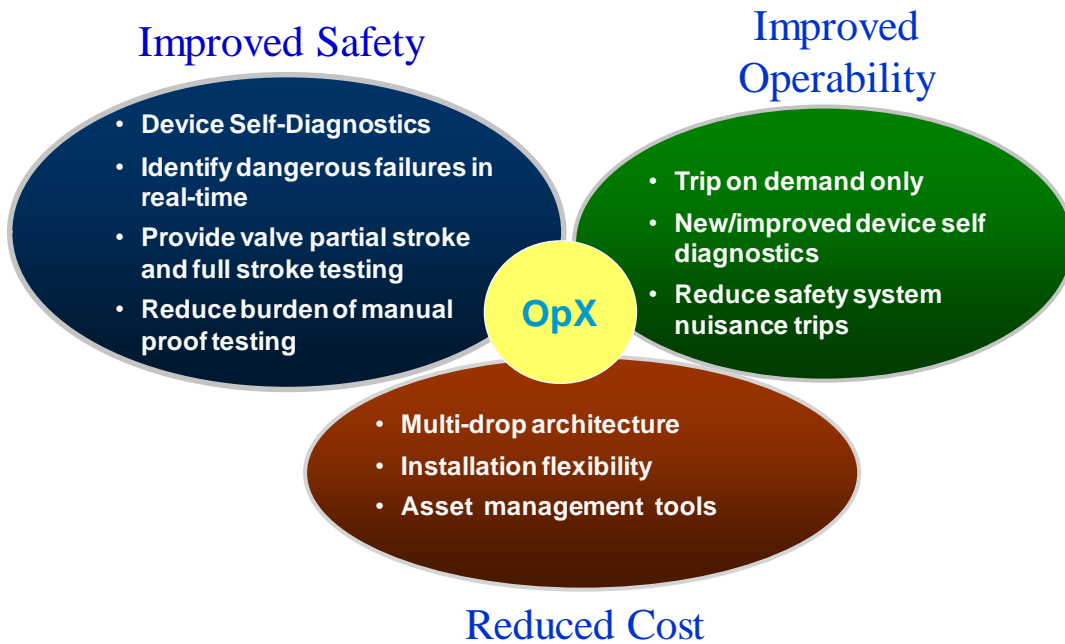 Improved Safety
• Device Self-Diagnostics
• Identify dangerous failures in
real-time
• Provide valve partial stroke
and full stroke testing
• Reduce burden of manual
proof testing
Improved
Operability
• Trip on demand only
• New/improved device self
diagnostics
• Reduce safety system
nuisance trips
OpX
• Multi-drop architecture
• Installation flexibility
• Asset management tools
Reduced Cost